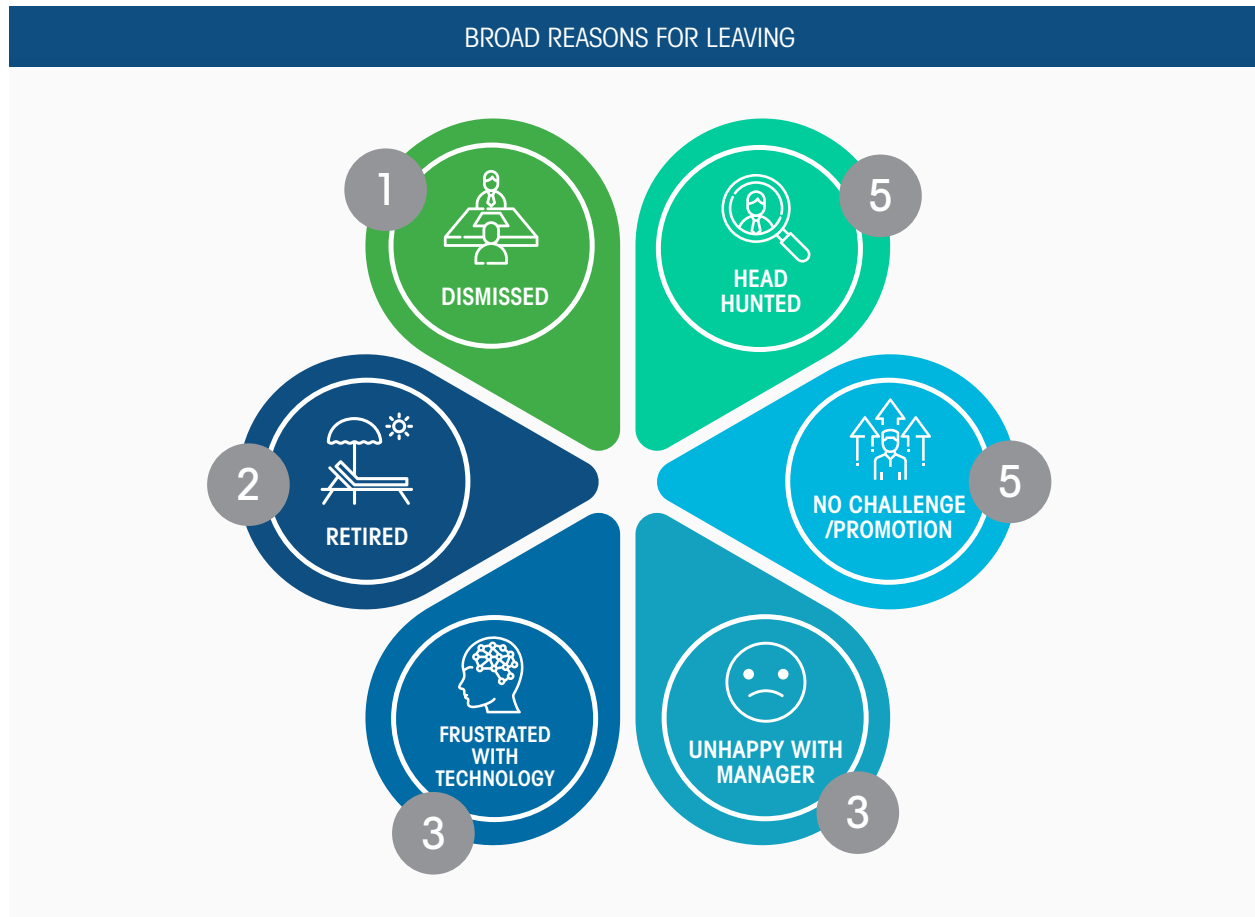 BROAD REASONS FOR LEAVING
1
DISMISSED
5
HEAD
HUNTED
2
RETIRED
5
NO CHALLENGE
/PROMOTION
3
FRUSTRATED
WITH
TECHNOLOGY
3
UNHAPPY WITH
MANAGER